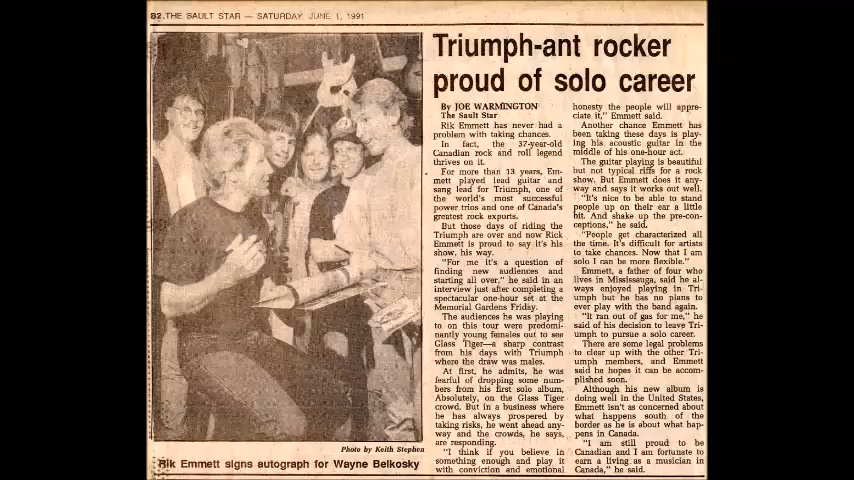 B2.THE SAULT STAR — SATURDAY, JUNE 1, 1991
Triumph-ant rocker
proud of solo career
By JOE WARMINGTON
The Sault Star
Rik Emmett has never had a
problem with taking chances.
In fact, the 37-year-old
Canadian rock and roll legend
thrives on it.
For more than 13 years, Em-
mett played lead guitar and
sang lead for Triumph, one of
the world's most successful
power trios and one of Canada's
greatest rock exports.
But those days of riding the
Triumph are over and now Rick
Emmett is proud to say it's his
show, his way.
"For me it's a question of
finding new audiences and
starting all over," he said in an
interview just after completing a
spectacular one-hour set at the
Memorial Gardens Friday.
The audiences he was playing
to on this tour were predomi-
nantly young females out to see
Glass Tiger—a sharp contrast
from his days with Triumph
where the draw was males.
At first, he admits, he was
fearful of dropping some num-
bers from his first solo album,
Absolutely, on the Glass Tiger
crowd. But in a business where
he has always prospered by
taking risks, he went ahead any-
way and the crowds, he says,
are responding.
"I think if you believe in
something enough and play it
with conviction and emotional
honesty the people will appre-
ciate it," Emmett said.
Another chance Emmett has
been taking these days is play-
ing his acoustic guitar in the
middle of his one-hour act.
The guitar playing is beautiful
but not typical riffs for a rock
show. But Emmett does it any-
way and says it works out well.
"It's nice to be able to stand
people up on their ear a little
bit. And shake up the pre-con-
ceptions," he said.
"People get characterized all
the time. It's difficult for artists
to take chances. Now that I am
solo I can be more flexible."
Emmett, a father of four who
lives in Mississauga, said he al-
ways enjoyed playing in Tri-
umph but he has no plans to
ever play with the band again.
"It ran out of gas for me," he
said of his decision to leave Tri-
umph to pursue a solo career.
There are some legal problems
to clear up with the other Tri-
umph members, and Emmett
said he hopes it can be accom-
plished soon.
Although his new album is
doing well in the United States,
Emmett isn't as concerned about
what happens south of the
border as he is about what hap-
pens in Canada.
"I am still proud to be
Canadian and I am fortunate to
earn a living as a musician in
Canada," he said.
Photo by Keith Stephen
Rik Emmett signs autograph for Wayne Belkosky